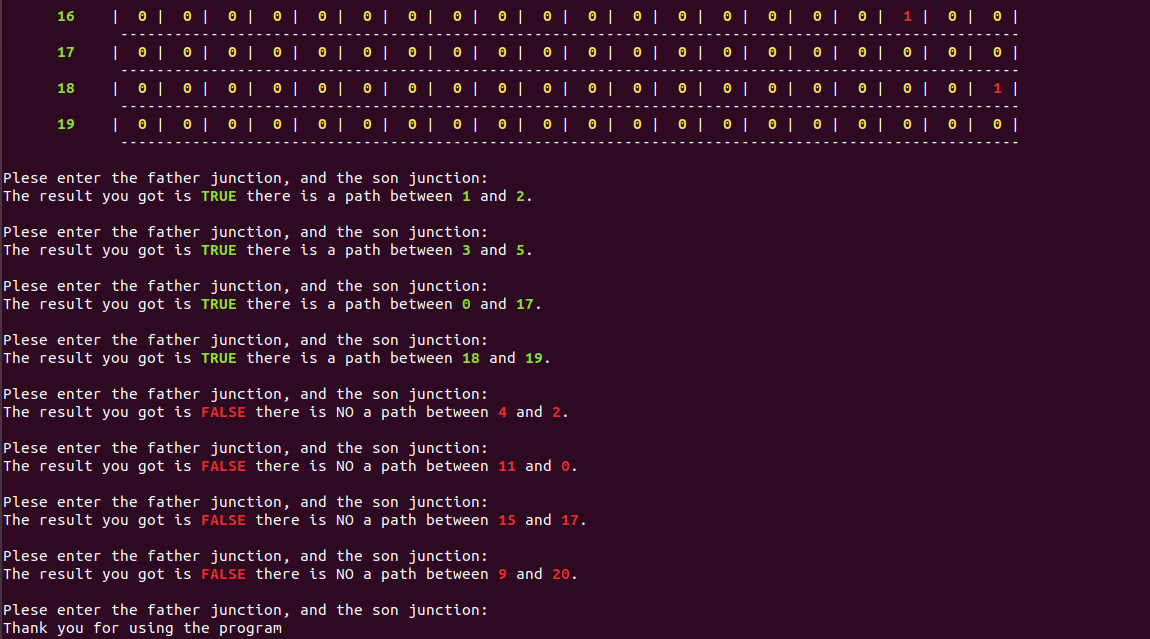 16 | 0 | 0 | 0 | 0 | 0 | 0 | 0 | 0 | 0 | 0 | 0 | 0 | 0 | 0 | 0 | 0 | 0 | 1 | 0 | 0 |
----------------------------------------------------------------------------------------------------
17 | 0 | 0 | 0 | 0 | 0 | 0 | 0 | 0 | 0 | 0 | 0 | 0 | 0 | 0 | 0 | 0 | 0 | 0 | 0 | 0 |
----------------------------------------------------------------------------------------------------
18 | 0 | 0 | 0 | 0 | 0 | 0 | 0 | 0 | 0 | 0 | 0 | 0 | 0 | 0 | 0 | 0 | 0 | 0 | 0 | 1 |
----------------------------------------------------------------------------------------------------
19 | 0 | 0 | 0 | 0 | 0 | 0 | 0 | 0 | 0 | 0 | 0 | 0 | 0 | 0 | 0 | 0 | 0 | 0 | 0 | 0 |
----------------------------------------------------------------------------------------------------
Plese enter the father junction, and the son junction:
The result you got is TRUE there is a path between 1 and 2.
Plese enter the father junction, and the son junction:
The result you got is TRUE there is a path between 3 and 5.
Plese enter the father junction, and the son junction:
The result you got is TRUE there is a path between 0 and 17.
Plese enter the father junction, and the son junction:
The result you got is TRUE there is a path between 18 and 19.
Plese enter the father junction, and the son junction:
The result you got is FALSE there is NO a path between 4 and 2.
Plese enter the father junction, and the son junction:
The result you got is FALSE there is NO a path between 11 and 0.
Plese enter the father junction, and the son junction:
The result you got is FALSE there is NO a path between 15 and 17.
Plese enter the father junction, and the son junction:
The result you got is FALSE there is NO a path between 9 and 20.
Plese enter the father junction, and the son junction:
Thank you for using the program